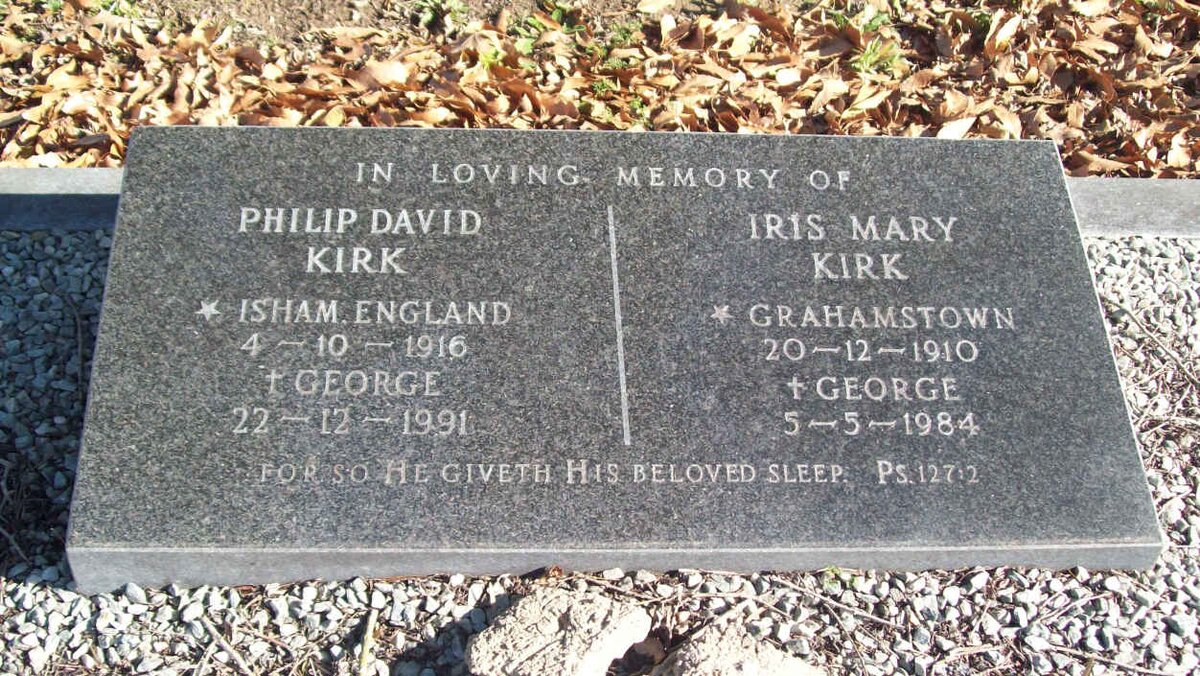 IN LOVING MEMORY OF
PHILIP DAVID
KIRK
★ ISHAM. ENGLAND
4 – 10 – 1916
† GEORGE
22 – 12 – 1991
IRIS MARY
KIRK
★ GRAHAMSTOWN
20 – 12 – 1910
† GEORGE
5 – 5 – 1984
FOR SO HE GIVETH HIS BELOVED SLEEP. PS. 127:2